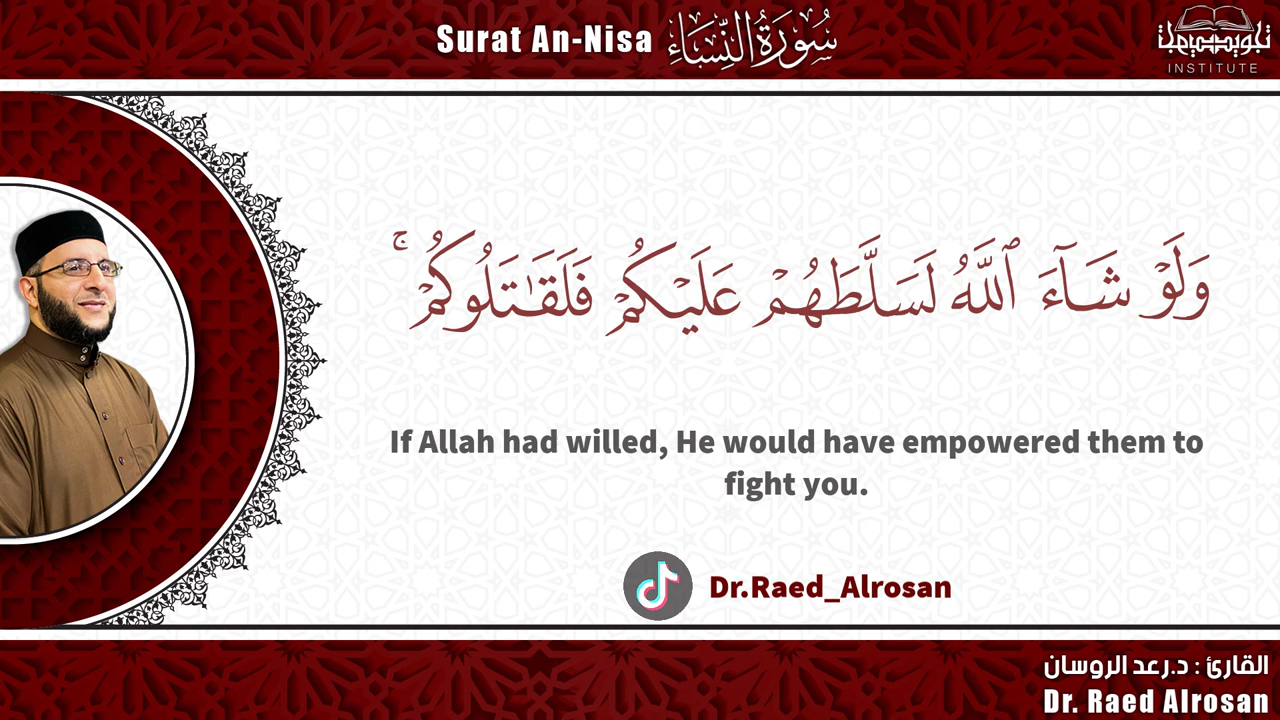 Surat An-Nisa سُورَةُ النِّسَاءِ
INSTITUTE
وَلَوْ شَآءَ ٱللَّهُ لَسَلَّطَهُمْ عَلَيْكُمْ فَلَقَٰتَلُوكُمْ ۚ
If Allah had willed, He would have empowered them to
fight you.
Dr.Raed_Alrosan
القارئ : د.رعد الروسان
Dr. Raed Alrosan